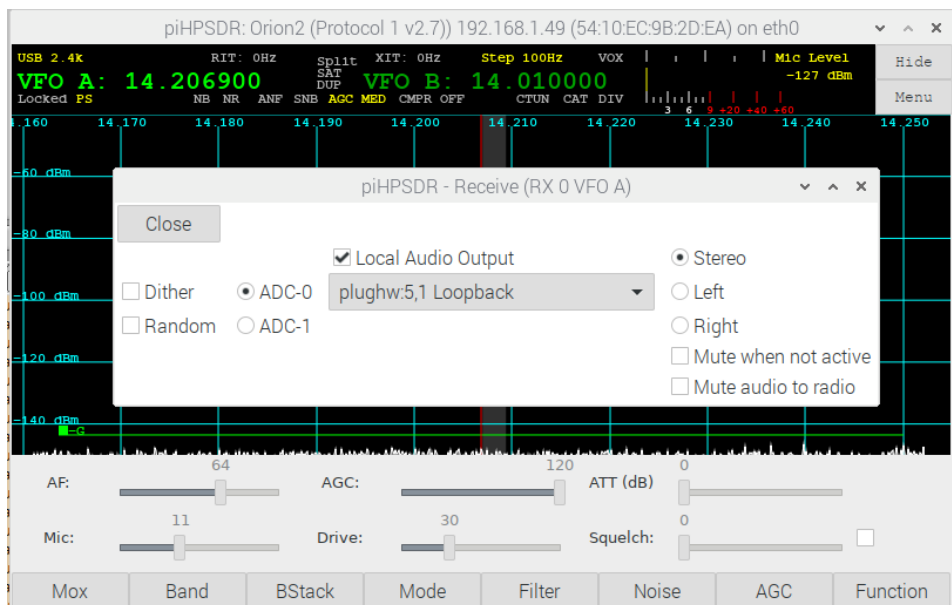 piHPSDR: Orion2 (Protocol 1 v2.7)) 192.168.1.49 (54:10:EC:9B:2D:EA) on eth0
USB 2.4k RIT: 0Hz Split XIT: 0Hz Step 100Hz VOX Mic Level
Hide
SAT
VFO A: 14.206900 DUP VFO B: 14.010000 -127 dBm
Locked PS NB NR ANF SNB AGC MED CMPR OFF CTUN CAT DIV
3 6 9 +20 +40 +60
Menu
14.170 14.180 14.190 14.200 14.210 14.220 14.230 14.240 14.250
-60 dBm
piHPSDR - Receive (RX 0 VFO A)
Close
-80 dBm
Local Audio Output
Stereo
Dither ADC-0 plughw:5,1 Loopback Left
-100 dBm
Random ADC-1 Right
Mute when not active
-120 dBm
Mute audio to radio
-140 dBm
-G
64 120 0
AF: AGC: ATT (dB)
11 30 0
Mic: Drive: Squelch:
Mox Band BStack Mode Filter Noise AGC Function